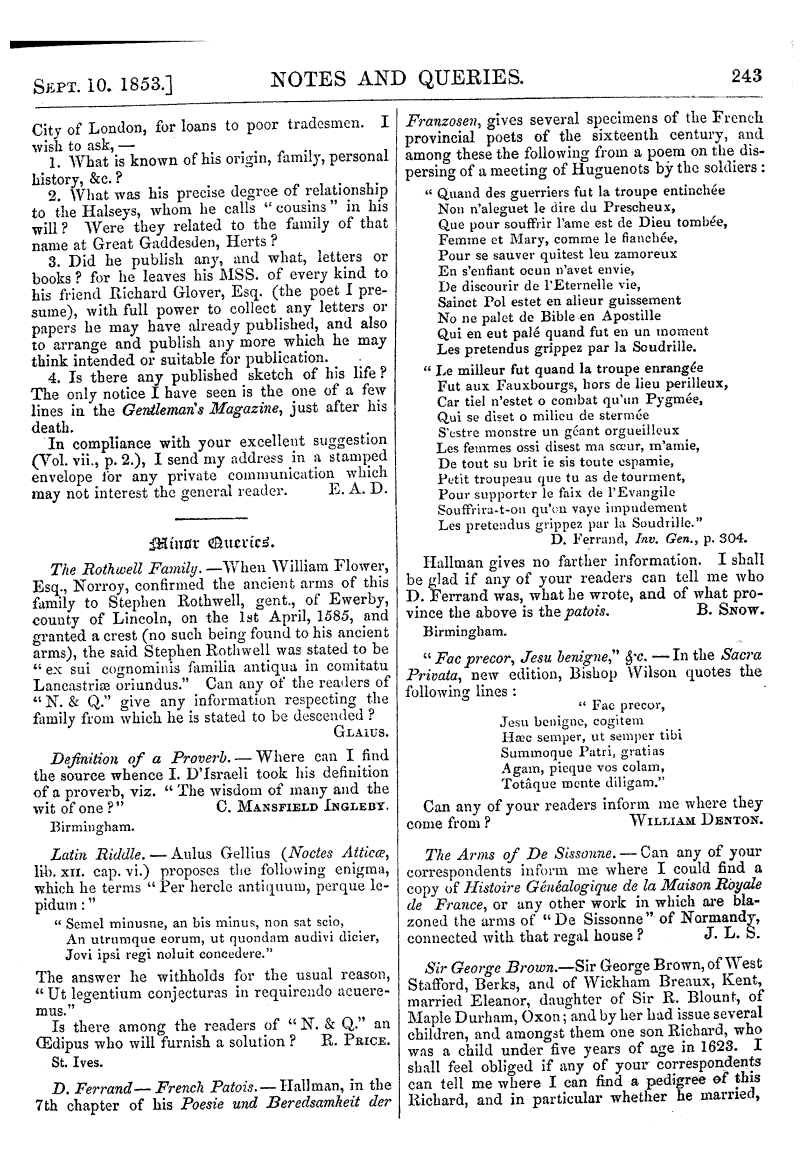 SEPT. 10. 1853.] NOTES AND QUERIES. 243
City of London, for loans to poor tradesmen. I
wish to ask, —
1. What is known of his origin, family, personal
history, &c.?
2. What was his precise degree of relationship
to the Halseys, whom he calls “cousins” in his
will? Were they related to the family of that
name at Great Gaddesden, Herts?
3. Did he publish any, and what, letters or
books? for he leaves his MSS. of every kind to
his friend Richard Glover, Esq. (the poet I pre-
sume), with full power to collect any letters or
papers he may have already published, and also
to arrange and publish any more which he may
think intended or suitable for publication.
4. Is there any published sketch of his life?
The only notice I have seen is the one of a few
lines in the Gentleman's Magazine, just after his
death.
In compliance with your excellent suggestion
(Vol. vii., p. 2.), I send my address in a stamped
envelope for any private communication which
may not interest the general reader. E. A. D.
Minor Queries.
The Rothwell Family. — When William Flower,
Esq., Norroy, confirmed the ancient arms of this
family to Stephen Rothwell, gent., of Ewerby,
county of Lincoln, on the 1st April, 1585, and
granted a crest (no such being found to his ancient
arms), the said Stephen Rothwell was stated to be
“ex sui cognominis familia antiqua in comitatu
Lancastriæ oriundus.” Can any of the readers of
“N. & Q.” give any information respecting the
family from which he is stated to be descended?
GLAIUS.
Definition of a Proverb. — Where can I find
the source whence I. D'Israeli took his definition
of a proverb, viz. “The wisdom of many and the
wit of one?” C. MANSFIELD INGLEBY.
Birmingham.
Latin Riddle. — Aulus Gellius (Noctes Atticæ,
lib. XII. cap. vi.) proposes the following enigma,
which he terms “Per hercle antiquum, perque le-
pidum:”
“Semel minusne, an bis minus, non sat scio,
An utrumque eorum, ut quondam audivi dicier,
Jovi ipsi regi noluit concedere.”
The answer he withholds for the usual reason,
“Ut legentium conjecturas in requirendo acuere-
mus.”
Is there among the readers of “N. & Q.” an
Œdipus who will furnish a solution? R. PRICE.
St. Ives.
D. Ferrand — French Patois. — Hallman, in the
7th chapter of his Poesie und Beredsamkeit der
Franzosen, gives several specimens of the French
provincial poets of the sixteenth century, and
among these the following from a poem on the dis-
persing of a meeting of Huguenots by the soldiers:
“Quand des guerriers fut la troupe entinchée
Non n'aleguet le dire du Prescheux,
Que pour souffrir l'ame est de Dieu tombée,
Femme et Mary, comme le fianchée,
Pour se sauver quitest leu zamoreux
En s'enfiant ocun n'avet envie,
De discourir de l'Eternelle vie,
Sainct Pol estet en alieur guissement
No ne palet de Bible en Apostille
Qui en eut palé quand fut en un moment
Les pretendus grippez par la Soudrille.
“Le milleur fut quand la troupe enrangée
Fut aux Fauxbourgs, hors de lieu perilleux,
Car tiel n'estet o combat qu'un Pygmée,
Qui se diset o milieu de stermée
S'estre monstre un géant orgueilleux
Les femmes ossi disest ma sœur, m'amie,
De tout su brit ie sis toute espamie,
Petit troupeau que tu as de tourment,
Pour supporter le faix de l'Evangile
Souffrira-t-on qu'en vaye impudement
Les pretendus grippez par la Soudrille.”
D. Ferrand, Inv. Gen., p. 304.
Hallman gives no farther information. I shall
be glad if any of your readers can tell me who
D. Ferrand was, what he wrote, and of what pro-
vince the above is the patois. B. SNOW.
Birmingham.
“Fac precor, Jesu benigne,” &c. — In the Sacra
Privata, new edition, Bishop Wilson quotes the
following lines:
“Fac precor,
Jesu benigne, cogitem
Hæc semper, ut semper tibi
Summoque Patri, gratias
Agam, pieque vos colam,
Totâque mente diligam.”
Can any of your readers inform me where they
come from? WILLIAM DENTON.
The Arms of De Sissonne. — Can any of your
correspondents inform me where I could find a
copy of Histoire Généalogique de la Maison Royale
de France, or any other work in which are bla-
zoned the arms of “De Sissonne” of Normandy,
connected with that regal house? J. L. S.
Sir George Brown. — Sir George Brown, of West
Stafford, Berks, and of Wickham Breaux, Kent,
married Eleanor, daughter of Sir R. Blount, of
Maple Durham, Oxon; and by her had issue several
children, and amongst them one son Richard, who
was a child under five years of age in 1623. I
shall feel obliged if any of your correspondents
can tell me where I can find a pedigree of this
Richard, and in particular whether he married,